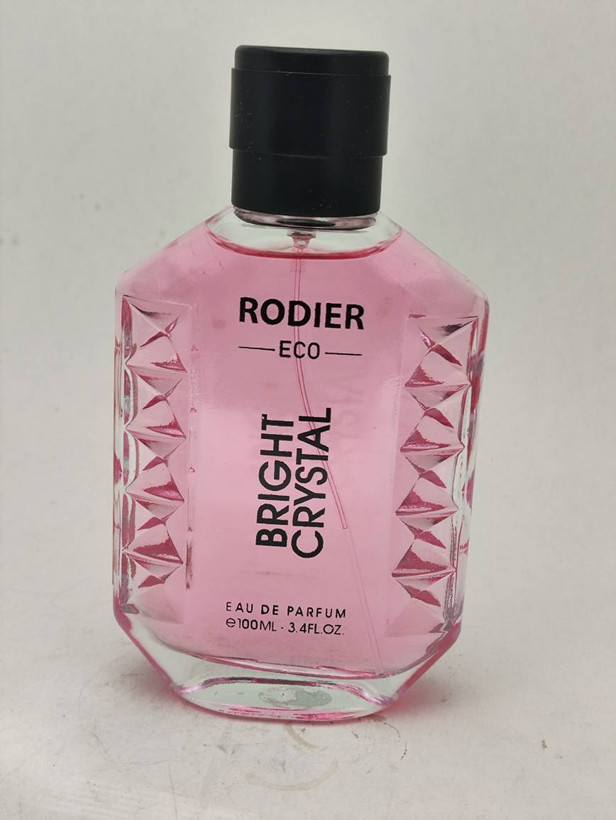 RODIER
ECO
BRIGHT
CRYSTAL
EAU DE PARFUM
℮100ML - 3.4FL.OZ.